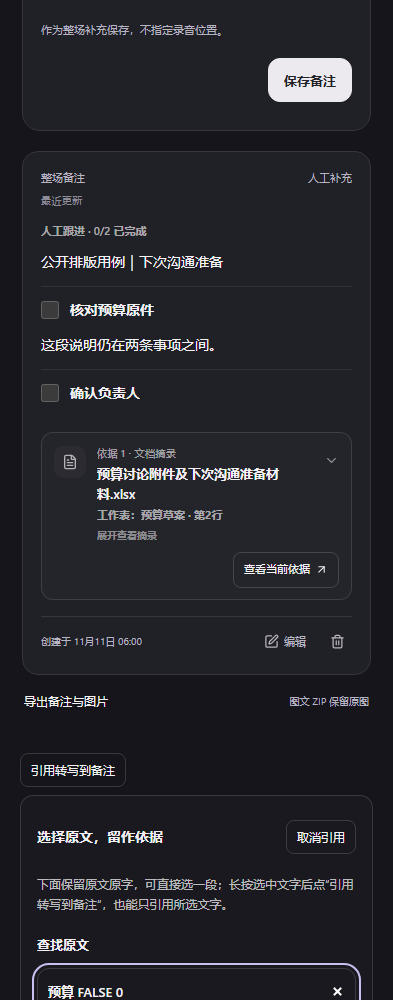 作为整场补充保存，不指定录音位置。
保存备注
整场备注
人工补充
最近更新
人工跟进 · 0/2 已完成
公开排版用例 | 下次沟通准备
核对预算原件
这段说明仍在两条事项之间。
确认负责人
依据 1 · 文档摘录
预算讨论附件及下次沟通准备材
料.xlsx
工作表：预算草案 · 第2行
展开查看摘录
查看当前依据
创建于 11月11日 06:00
编辑
导出备注与图片
图文 ZIP 保留原图
引用转写到备注
选择原文，留作依据
取消引用
下面保留原文原字，可直接选一段；长按选中文字后点“引用
转写到备注”，也能只引用所选文字。
查找原文
预算 FALSE 0